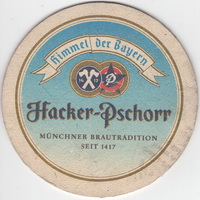 Himmel der Bayern
Hacker-Pschorr
MÜNCHNER BRAUTRADITION
SEIT 1417